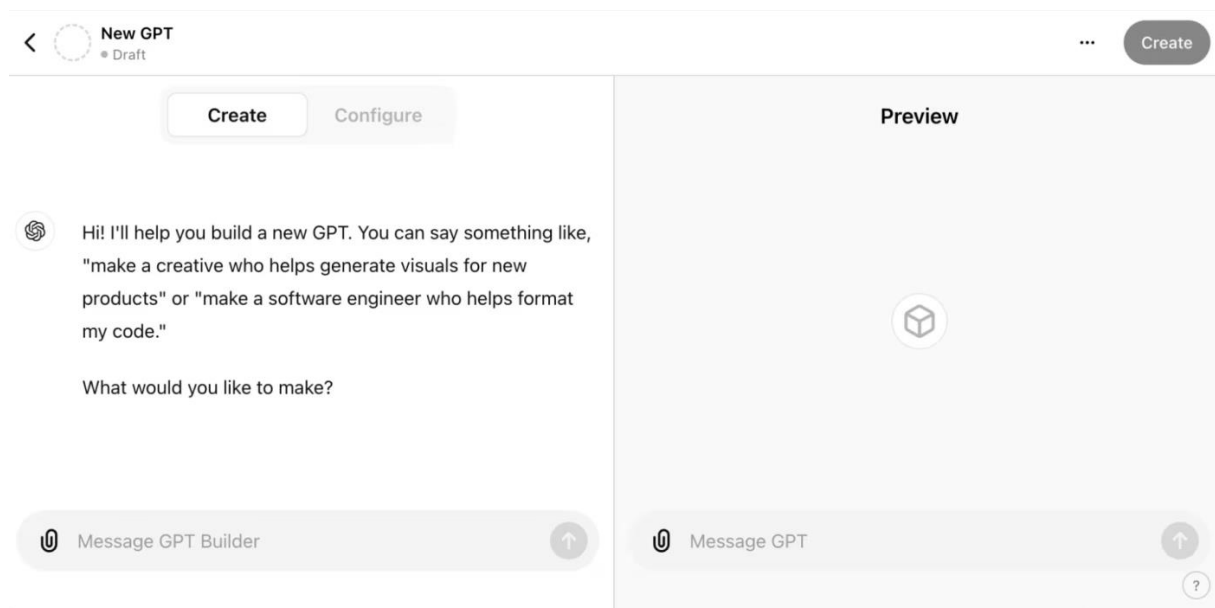 New GPT
Draft
...
Create
Create
Configure
Preview
Hi! I'll help you build a new GPT. You can say something like,
"make a creative who helps generate visuals for new
products" or "make a software engineer who helps format
my code."
What would you like to make?
Message GPT Builder
Message GPT
?